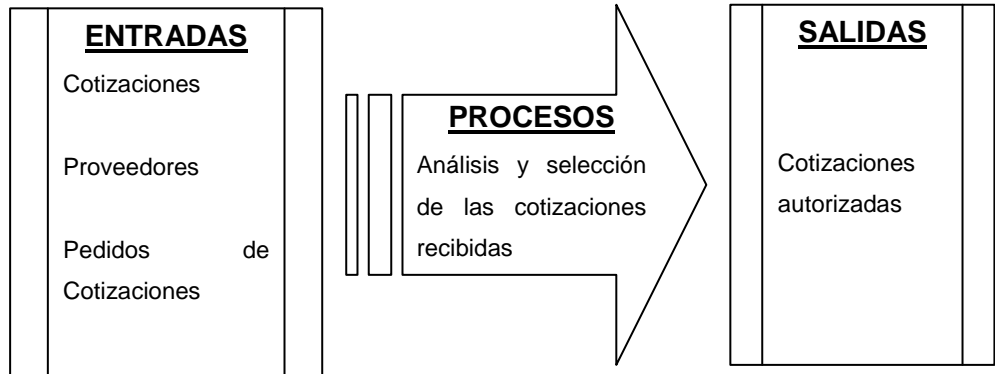 ENTRADAS
Cotizaciones
Proveedores
Pedidos de
Cotizaciones
PROCESOS
Análisis y selección
de las cotizaciones
recibidas
SALIDAS
Cotizaciones
autorizadas